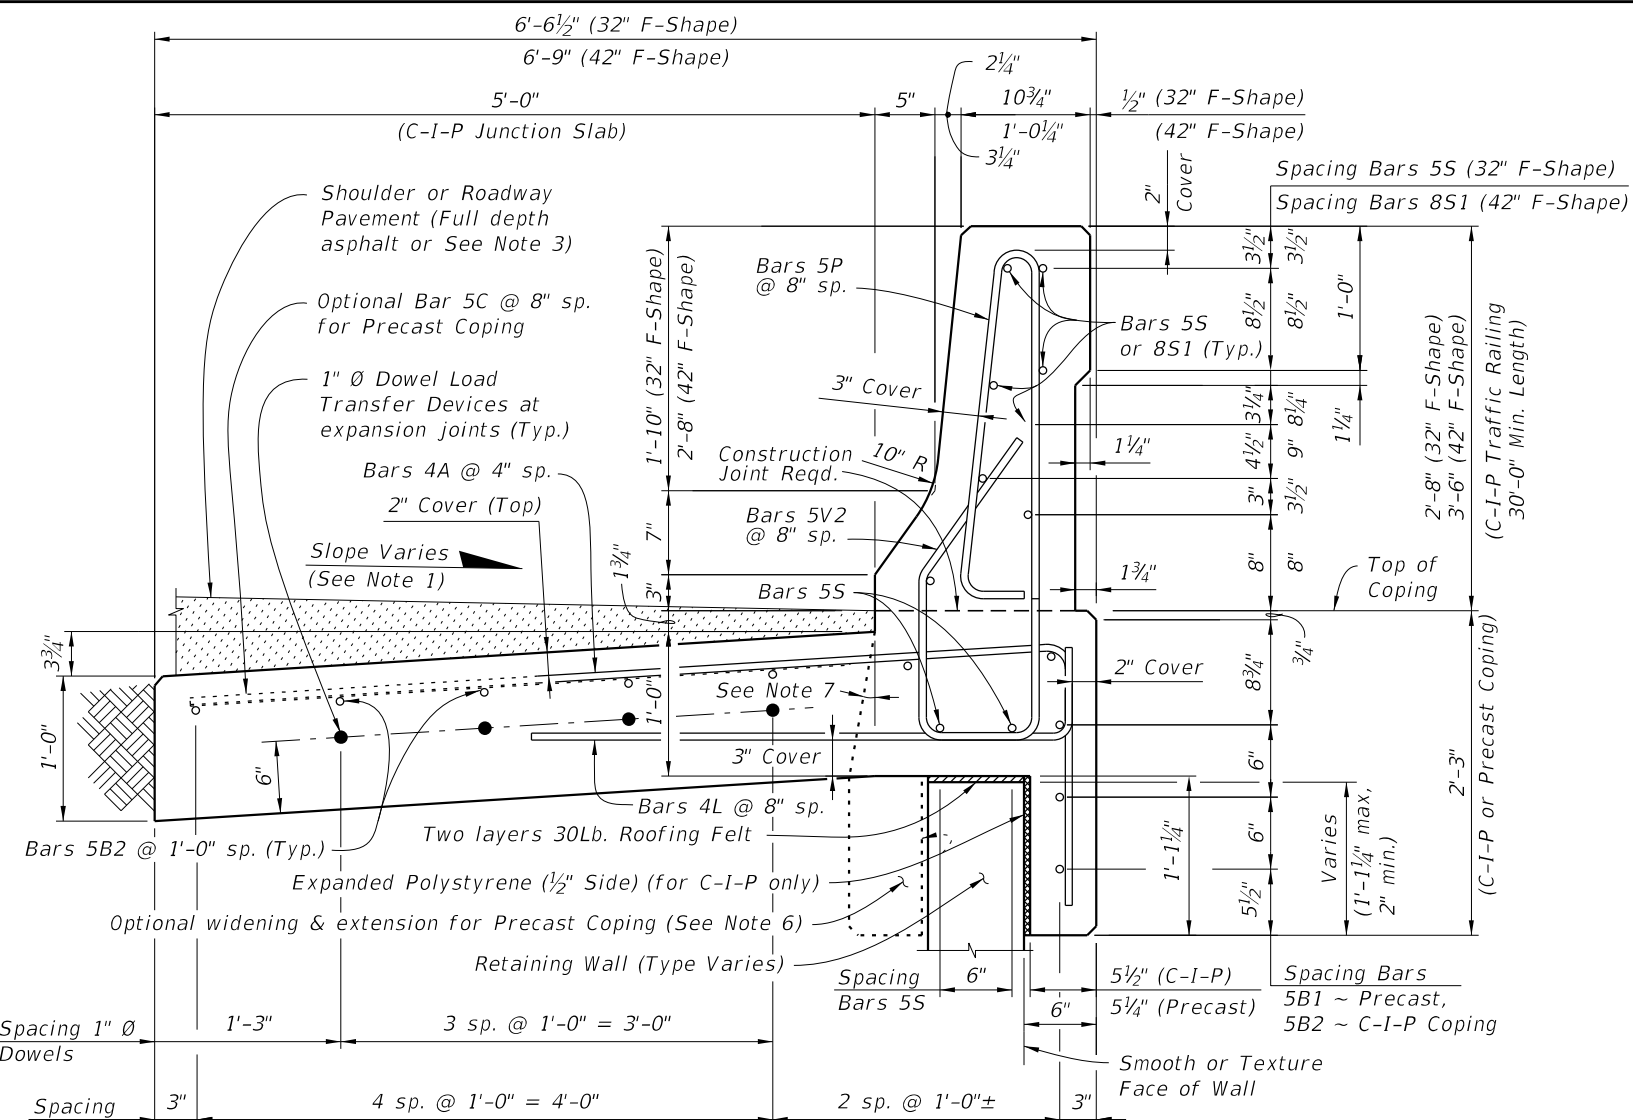 6'-6½" (32" F-Shape)
6'-9" (42" F-Shape)
2¼"
5'-0"
5"
10¾"
½" (32" F-Shape)
(C-I-P Junction Slab)
1'-0¼"
(42" F-Shape)
3¼"
2"
Cover
Spacing Bars 5S (32" F-Shape)
Spacing Bars 8S1 (42" F-Shape)
Shoulder or Roadway
Pavement (Full depth
asphalt or See Note 3)
1'-10" (32" F-Shape)
2'-8" (42" F-Shape)
Bars 5P
@ 8" sp.
3½"
3½"
8½"
8½"
1'-0"
2'-8" (32" F-Shape)
3'-6" (42" F-Shape)
(C-I-P Traffic Railing
30'-0" Min. Length)
Optional Bar 5C @ 8" sp.
for Precast Coping
Bars 5S
or 8S1 (Typ.)
1" Ø Dowel Load
Transfer Devices at
expansion joints (Typ.)
3" Cover
3¼"
8¼"
1¼"
Bars 4A @ 4" sp.
Construction
Joint Reqd.
10" R
1¼"
4½"
9"
2" Cover (Top)
3"
3½"
Bars 5V2
@ 8" sp.
7"
Slope Varies
(See Note 1)
1¾"
3"
Bars 5S
1¾"
8"
8"
Top of
Coping
3¾"
¾"
2" Cover
8¾"
1'-0"
See Note 7
1'-0"
6"
3" Cover
6"
2'-3"
(C-I-P or Precast Coping)
Bars 4L @ 8" sp.
Two layers 30Lb. Roofing Felt
1'-1¼"
6"
Varies
(1'-1¼" max,
2" min.)
Bars 5B2 @ 1'-0" sp. (Typ.)
Expanded Polystyrene (½" Side) (for C-I-P only)
5½"
Optional widening & extension for Precast Coping (See Note 6)
Retaining Wall (Type Varies)
Spacing
Bars 5S
6"
5½" (C-I-P)
5¼" (Precast)
Spacing Bars
5B1 ~ Precast,
5B2 ~ C-I-P Coping
6"
Spacing 1" Ø
Dowels
1'-3"
3 sp. @ 1'-0" = 3'-0"
Smooth or Texture
Face of Wall
Spacing
3"
4 sp. @ 1'-0" = 4'-0"
2 sp. @ 1'-0"±
3"